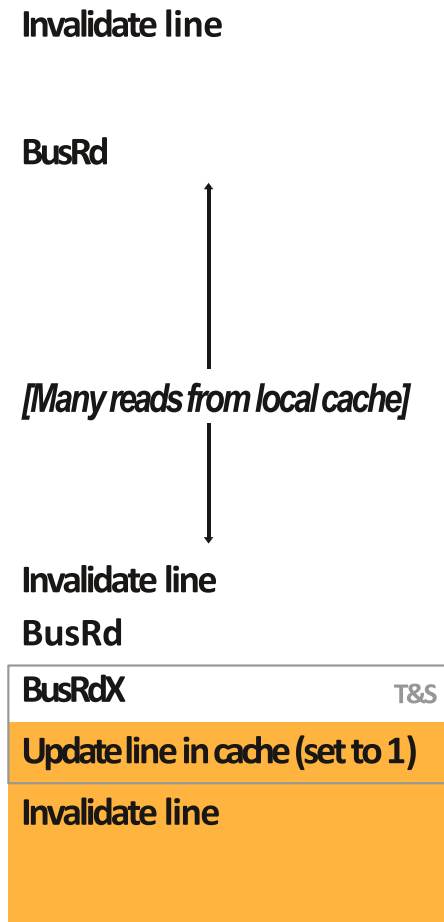 Invalidate line
BusRd
[Many reads from local cache]
Invalidate line
BusRd
BusRdX T&S
Update line in cache (set to 1)
Invalidate line